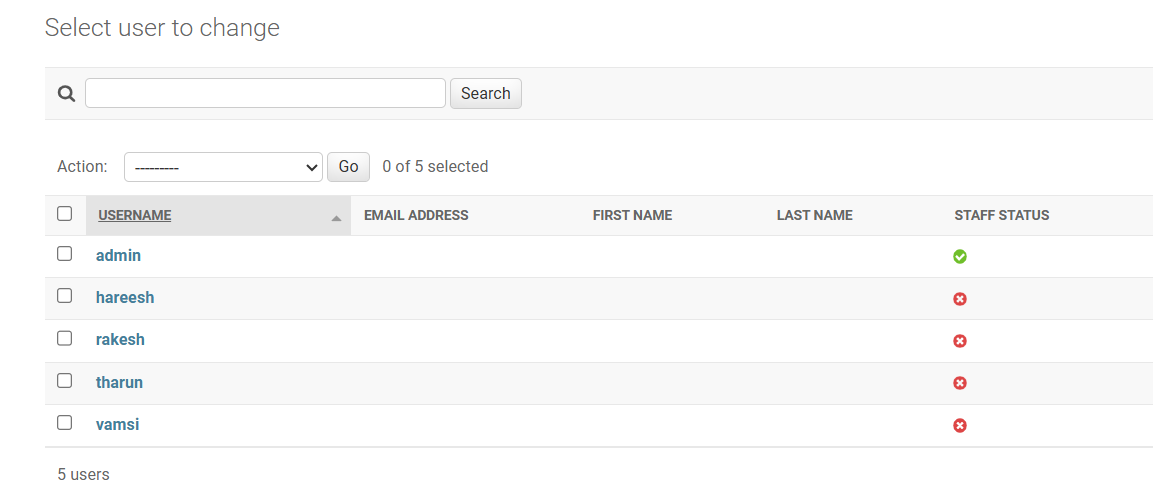 Select user to change
Search
Action: --------- Go 0 of 5 selected
USERNAME EMAIL ADDRESS FIRST NAME LAST NAME STAFF STATUS
admin
hareesh
rakesh
tharun
vamsi
5 users